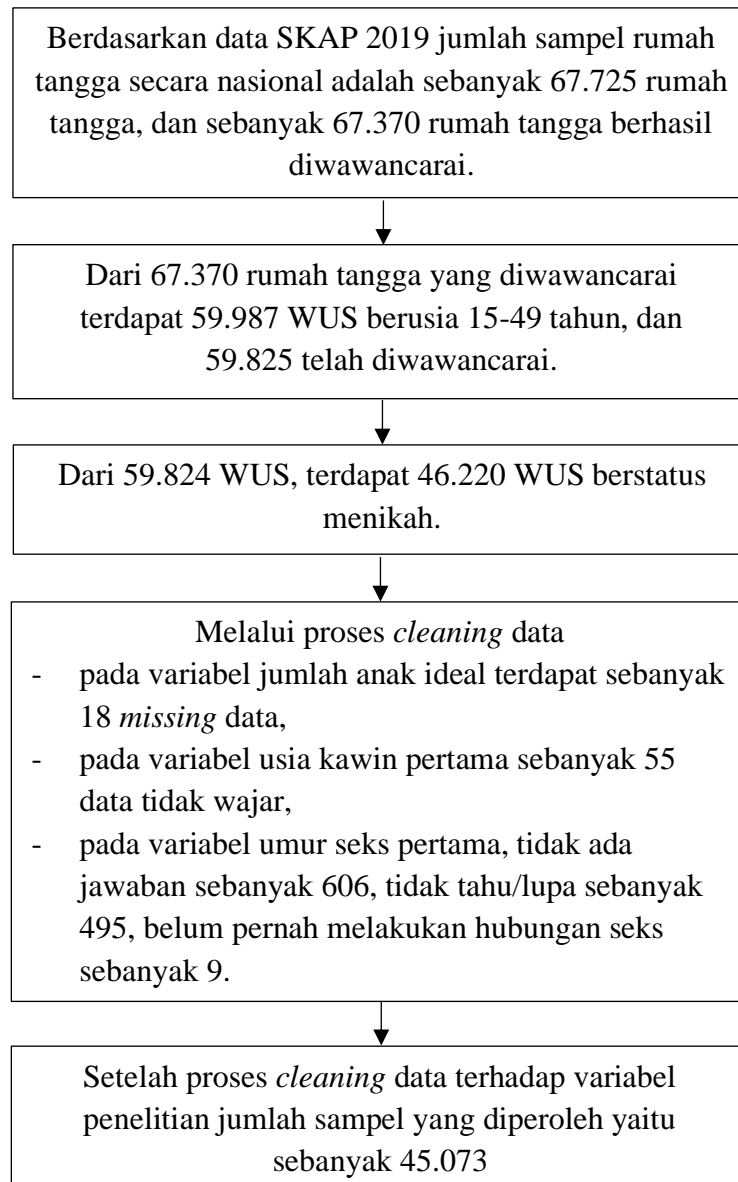 Berdasarkan data SKAP 2019 jumlah sampel rumah
tangga secara nasional adalah sebanyak 67.725 rumah
tangga, dan sebanyak 67.370 rumah tangga berhasil
diwawancarai.
Dari 67.370 rumah tangga yang diwawancarai
terdapat 59.987 WUS berusia 15-49 tahun, dan
59.825 telah diwawancarai.
Dari 59.824 WUS, terdapat 46.220 WUS berstatus
menikah.
Melalui proses cleaning data
- pada variabel jumlah anak ideal terdapat sebanyak
18 missing data,
- pada variabel usia kawin pertama sebanyak 55
data tidak wajar,
- pada variabel umur seks pertama, tidak ada
jawaban sebanyak 606, tidak tahu/lupa sebanyak
495, belum pernah melakukan hubungan seks
sebanyak 9.
Setelah proses cleaning data terhadap variabel
penelitian jumlah sampel yang diperoleh yaitu
sebanyak 45.073